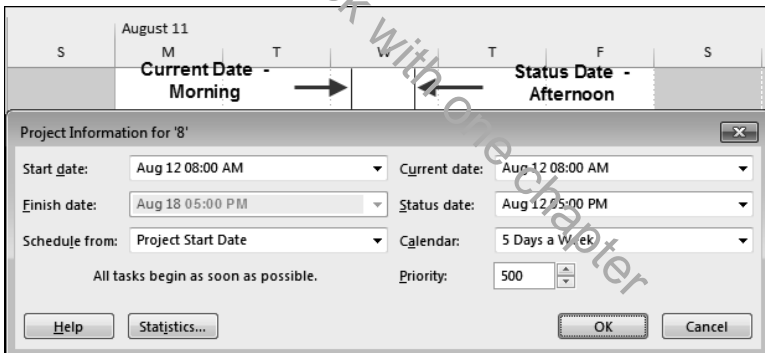 August 11
S M T W T F S
Current Date - Status Date -
Morning Afternoon
Project Information for '8'
Start date: Aug 12 08:00 AM Current date: Aug 12 08:00 AM
Finish date: Aug 18 05:00 PM Status date: Aug 12 05:00 PM
Schedule from: Project Start Date Calendar: 5 Days a Week
All tasks begin as soon as possible. Priority: 500
Help Statistics... OK Cancel
with one chapter